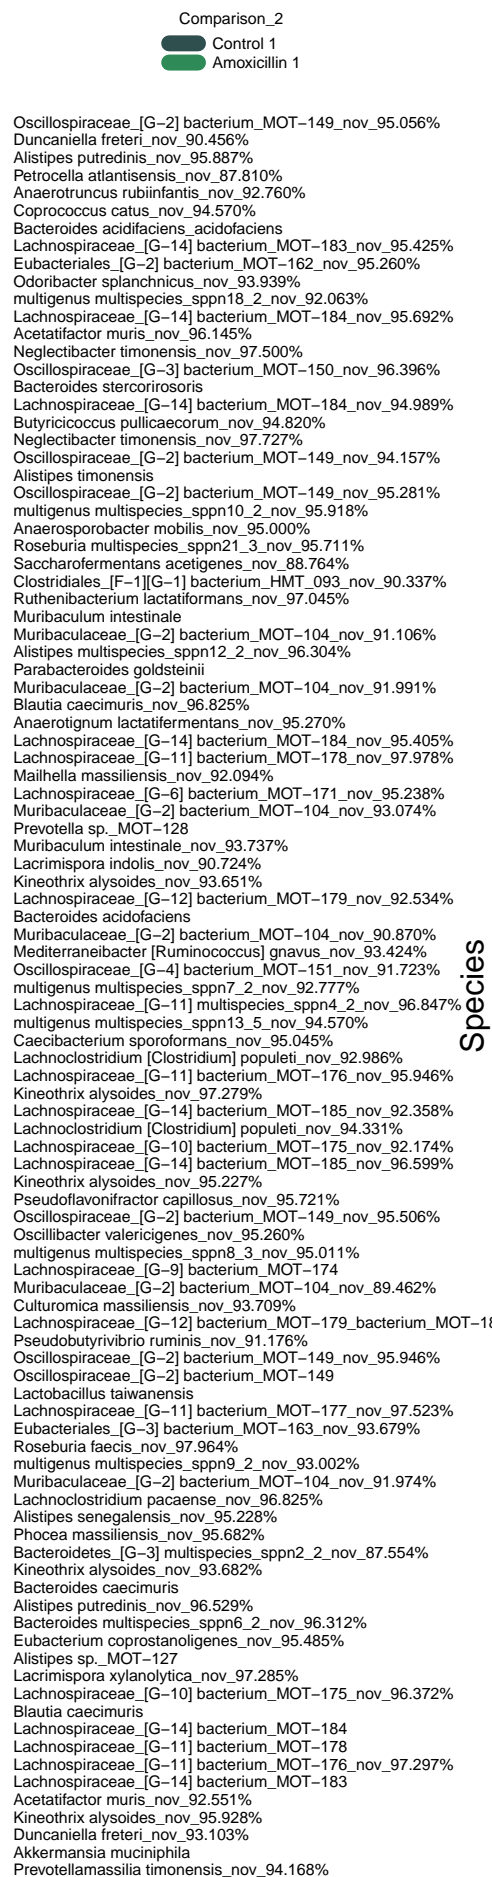 Comparison_2
Control 1
Amoxicillin 1
Oscillospiraceae_[G−2] bacterium_MOT−149_nov_95.056%
Duncaniella freteri_nov_90.456%
Alistipes putredinis_nov_95.887%
Petrocella atlantisensis_nov_87.810%
Anaerotruncus rubiinfantis_nov_92.760%
Coprococcus catus_nov_94.570%
Bacteroides acidifaciens_acidofaciens
Lachnospiraceae_[G−14] bacterium_MOT−183_nov_95.425%
Eubacteriales_[G−2] bacterium_MOT−162_nov_95.260%
Odoribacter splanchnicus_nov_93.939%
multigenus multispecies_sppn18_2_nov_92.063%
Lachnospiraceae_[G−14] bacterium_MOT−184_nov_95.692%
Acetatifactor muris_nov_96.145%
Neglectibacter timonensis_nov_97.500%
Oscillospiraceae_[G−3] bacterium_MOT−150_nov_96.396%
Bacteroides stercorirosoris
Lachnospiraceae_[G−14] bacterium_MOT−184_nov_94.989%
Butyricicoccus pullicaecorum_nov_94.820%
Neglectibacter timonensis_nov_97.727%
Oscillospiraceae_[G−2] bacterium_MOT−149_nov_94.157%
Alistipes timonensis
Oscillospiraceae_[G−2] bacterium_MOT−149_nov_95.281%
multigenus multispecies_sppn10_2_nov_95.918%
Anaerosporobacter mobilis_nov_95.000%
Roseburia multispecies_sppn21_3_nov_95.711%
Saccharofermentans acetigenes_nov_88.764%
Clostridiales_[F−1][G−1] bacterium_HMT_093_nov_90.337%
Ruthenibacterium lactatiformans_nov_97.045%
Muribaculum intestinale
Muribaculaceae_[G−2] bacterium_MOT−104_nov_91.106%
Alistipes multispecies_sppn12_2_nov_96.304%
Parabacteroides goldsteinii
Muribaculaceae_[G−2] bacterium_MOT−104_nov_91.991%
Blautia caecimuris_nov_96.825%
Anaerotignum lactatifermentans_nov_95.270%
Lachnospiraceae_[G−14] bacterium_MOT−184_nov_95.405%
Lachnospiraceae_[G−11] bacterium_MOT−178_nov_97.978%
Mailhella massiliensis_nov_92.094%
Lachnospiraceae_[G−6] bacterium_MOT−171_nov_95.238%
Muribaculaceae_[G−2] bacterium_MOT−104_nov_93.074%
Prevotella sp._MOT−128
Muribaculum intestinale_nov_93.737%
Lacrimispora indolis_nov_90.724%
Kineothrix alysoides_nov_93.651%
Lachnospiraceae_[G−12] bacterium_MOT−179_nov_92.534%
Bacteroides acidofaciens
Muribaculaceae_[G−2] bacterium_MOT−104_nov_90.870%
Mediterraneibacter [Ruminococcus] gnavus_nov_93.424%
Oscillospiraceae_[G−4] bacterium_MOT−151_nov_91.723%
multigenus multispecies_sppn7_2_nov_92.777%
Lachnospiraceae_[G−11] multispecies_sppn4_2_nov_96.847%
multigenus multispecies_sppn13_5_nov_94.570%
Caecibacterium sporoformans_nov_95.045%
Lachnoclostridium [Clostridium] populeti_nov_92.986%
Lachnospiraceae_[G−11] bacterium_MOT−176_nov_95.946%
Kineothrix alysoides_nov_97.279%
Lachnospiraceae_[G−14] bacterium_MOT−185_nov_92.358%
Lachnoclostridium [Clostridium] populeti_nov_94.331%
Lachnospiraceae_[G−10] bacterium_MOT−175_nov_92.174%
Lachnospiraceae_[G−14] bacterium_MOT−185_nov_96.599%
Kineothrix alysoides_nov_95.227%
Pseudoflavonifractor capillosus_nov_95.721%
Oscillospiraceae_[G−2] bacterium_MOT−149_nov_95.506%
Oscillibacter valericigenes_nov_95.260%
multigenus multispecies_sppn8_3_nov_95.011%
Lachnospiraceae_[G−9] bacterium_MOT−174
Muribaculaceae_[G−2] bacterium_MOT−104_nov_89.462%
Culturomica massiliensis_nov_93.709%
Lachnospiraceae_[G−12] bacterium_MOT−179_bacterium_MOT−18
Pseudobutyrivibrio ruminis_nov_91.176%
Oscillospiraceae_[G−2] bacterium_MOT−149_nov_95.946%
Oscillospiraceae_[G−2] bacterium_MOT−149
Lactobacillus taiwanensis
Lachnospiraceae_[G−11] bacterium_MOT−177_nov_97.523%
Eubacteriales_[G−3] bacterium_MOT−163_nov_93.679%
Roseburia faecis_nov_97.964%
multigenus multispecies_sppn9_2_nov_93.002%
Muribaculaceae_[G−2] bacterium_MOT−104_nov_91.974%
Lachnoclostridium pacaense_nov_96.825%
Alistipes senegalensis_nov_95.228%
Phocea massiliensis_nov_95.682%
Bacteroidetes_[G−3] multispecies_sppn2_2_nov_87.554%
Kineothrix alysoides_nov_93.682%
Bacteroides caecimuris
Alistipes putredinis_nov_96.529%
Bacteroides multispecies_sppn6_2_nov_96.312%
Eubacterium coprostanoligenes_nov_95.485%
Alistipes sp._MOT−127
Lacrimispora xylanolytica_nov_97.285%
Lachnospiraceae_[G−10] bacterium_MOT−175_nov_96.372%
Blautia caecimuris
Lachnospiraceae_[G−14] bacterium_MOT−184
Lachnospiraceae_[G−11] bacterium_MOT−178
Lachnospiraceae_[G−11] bacterium_MOT−176_nov_97.297%
Lachnospiraceae_[G−14] bacterium_MOT−183
Acetatifactor muris_nov_92.551%
Kineothrix alysoides_nov_95.928%
Duncaniella freteri_nov_93.103%
Akkermansia muciniphila
Prevotellamassilia timonensis_nov_94.168%
Species